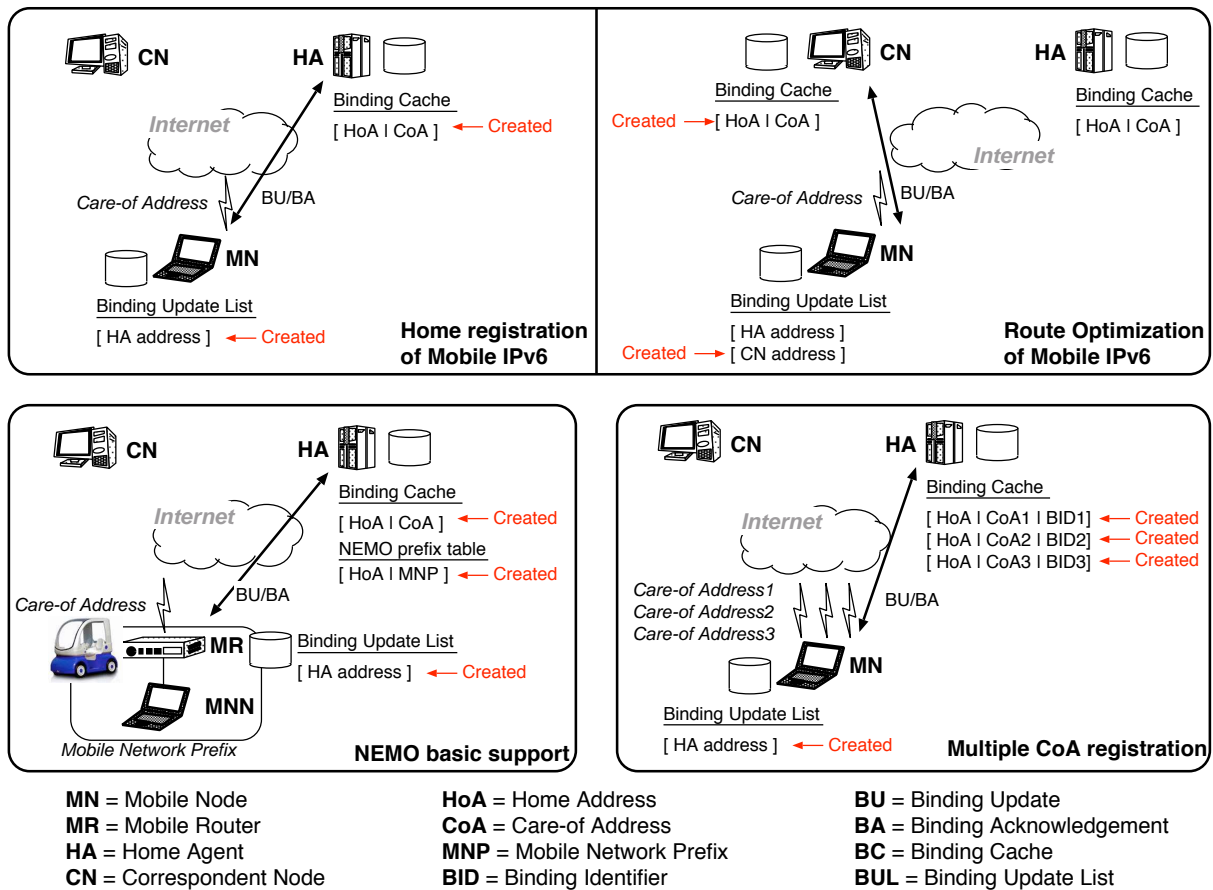 CN
HA
Binding Cache
[ HoA | CoA ]
Created
Internet
Care-of Address
BU/BA
MN
Binding Update List
[ HA address ]
Created
Home registration
of Mobile IPv6
CN
HA
Binding Cache
Created
[ HoA | CoA ]
Binding Cache
[ HoA | CoA ]
Internet
Care-of Address
BU/BA
MN
Binding Update List
[ HA address ]
Created
[ CN address ]
Route Optimization
of Mobile IPv6
CN
HA
Binding Cache
[ HoA | CoA ]
Created
NEMO prefix table
[ HoA | MNP ]
Created
Internet
BU/BA
Care-of Address
MR
Binding Update List
[ HA address ]
Created
MNN
Mobile Network Prefix
NEMO basic support
CN
HA
Binding Cache
[ HoA | CoA1 | BID1]
Created
[ HoA | CoA2 | BID2]
Created
[ HoA | CoA3 | BID3]
Created
Internet
Care-of Address1
Care-of Address2
Care-of Address3
BU/BA
MN
Binding Update List
[ HA address ]
Created
Multiple CoA registration
MN = Mobile Node
MR = Mobile Router
HA = Home Agent
CN = Correspondent Node
HoA = Home Address
CoA = Care-of Address
MNP = Mobile Network Prefix
BID = Binding Identifier
BU = Binding Update
BA = Binding Acknowledgement
BC = Binding Cache
BUL = Binding Update List